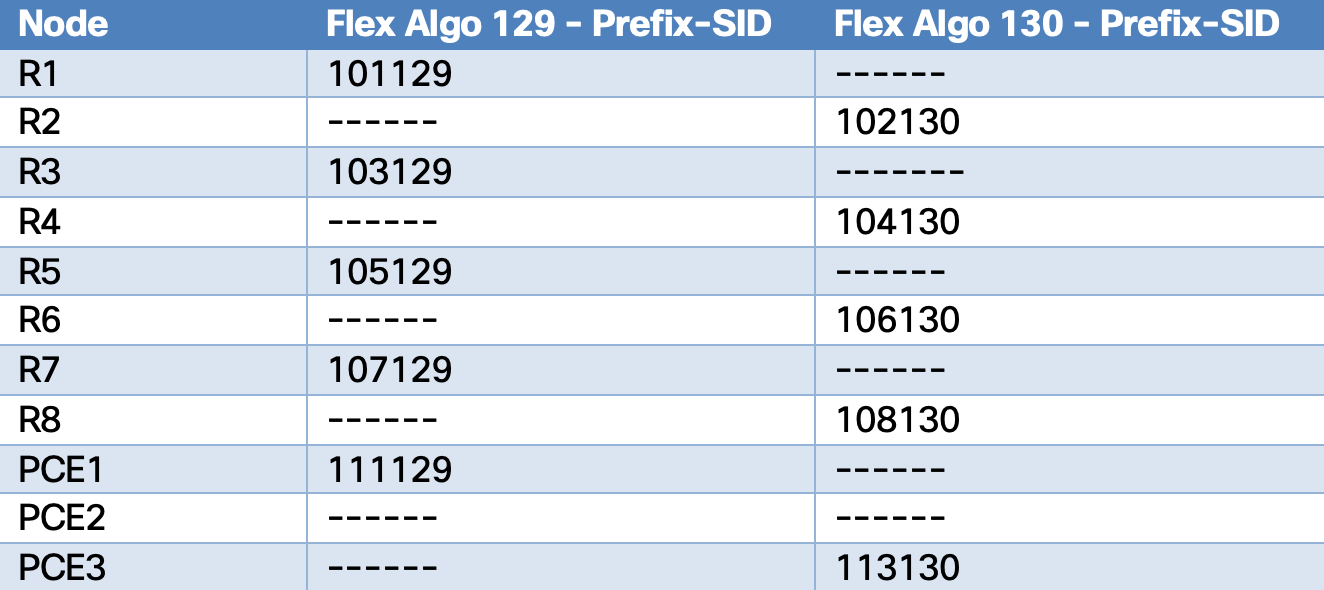 Node Flex Algo 129 – Prefix-SID Flex Algo 130 – Prefix-SID
R1 101129 ------
R2 ------ 102130
R3 103129 -------
R4 ------ 104130
R5 105129 ------
R6 ------ 106130
R7 107129 ------
R8 ------ 108130
PCE1 111129 ------
PCE2 ------ ------
PCE3 ------ 113130